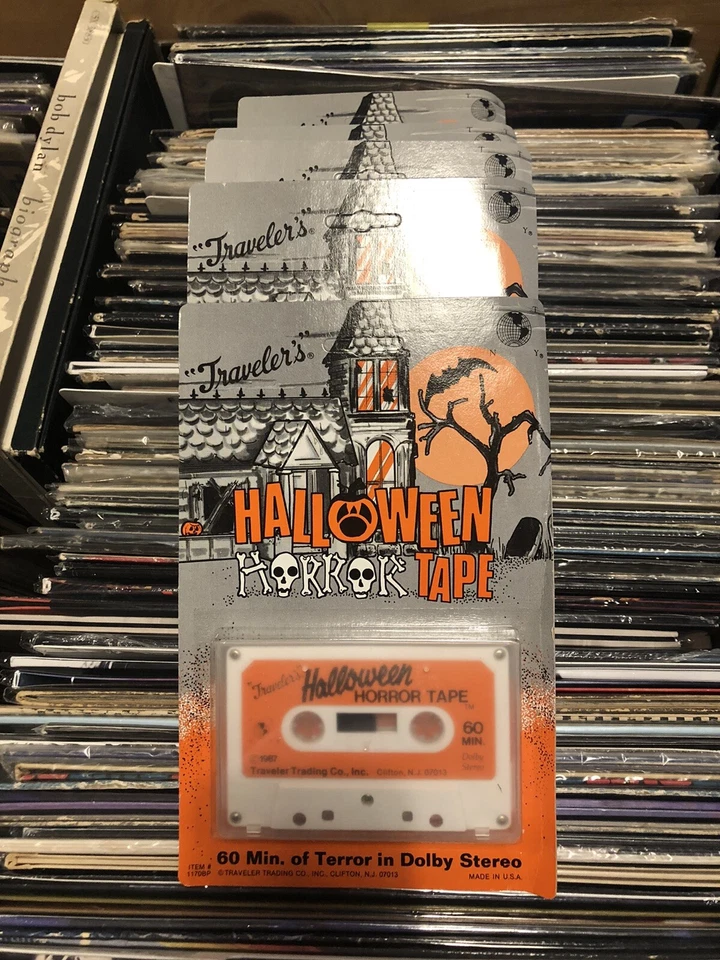 bob dylan biograph
"Traveler's"®
"Traveler's"®
HALLOWEEN
HORROR TAPE
"Traveler's" Halloween
HORROR TAPE™
60
MIN.
© 1987
Dolby
Stereo
Traveler Trading Co., Inc. Clifton, N.J. 07013
60 Min. of Terror in Dolby Stereo
ITEM #
1170BP © TRAVELER TRADING CO., INC., CLIFTON, N.J. 07013 MADE IN U.S.A.